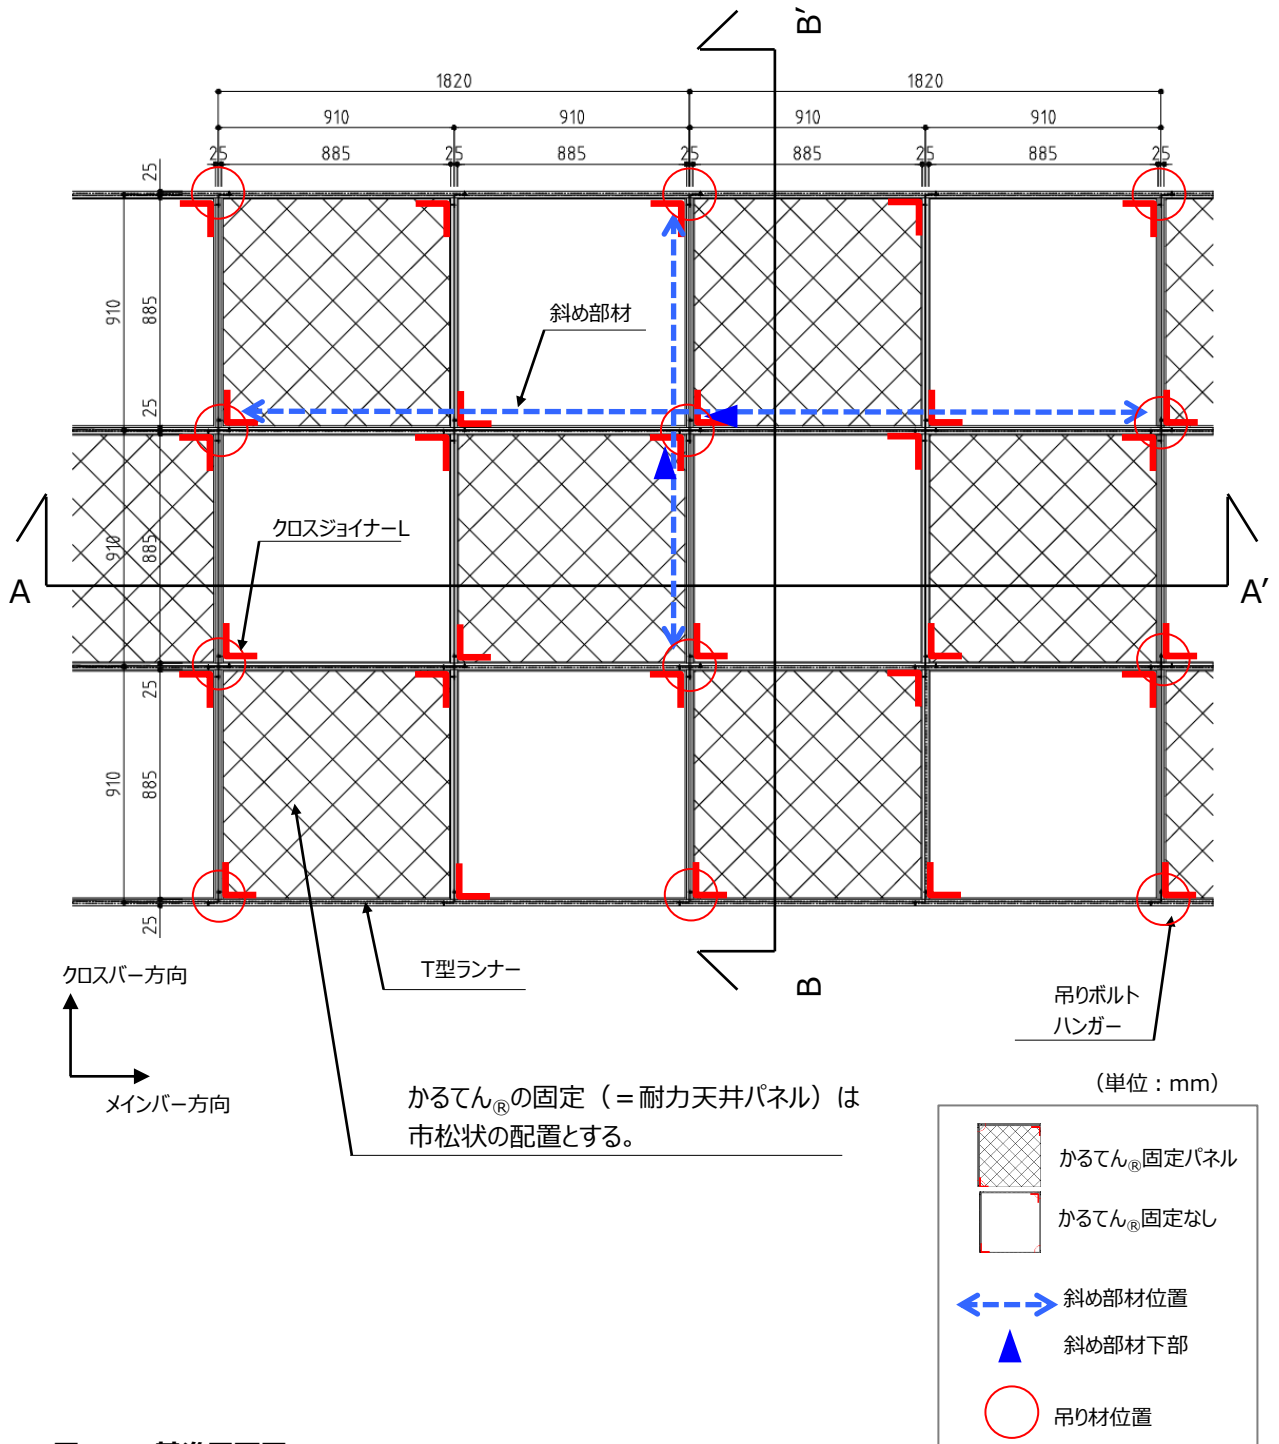 B'
1820 1820
910 910 910 910
25 885 25 885 25 885 25 885 25
25
910 885
斜め部材
25
クロスジョイナーL
910 885
A A'
25
910 885
25
クロスバー方向
T型ランナー
B
吊りボルト
ハンガー
メインバー方向
(単位：mm)
かるてん®の固定（=耐力天井パネル）は
市松状の配置とする。
かるてん®固定パネル
かるてん®固定なし
斜め部材位置
斜め部材下部
吊り材位置